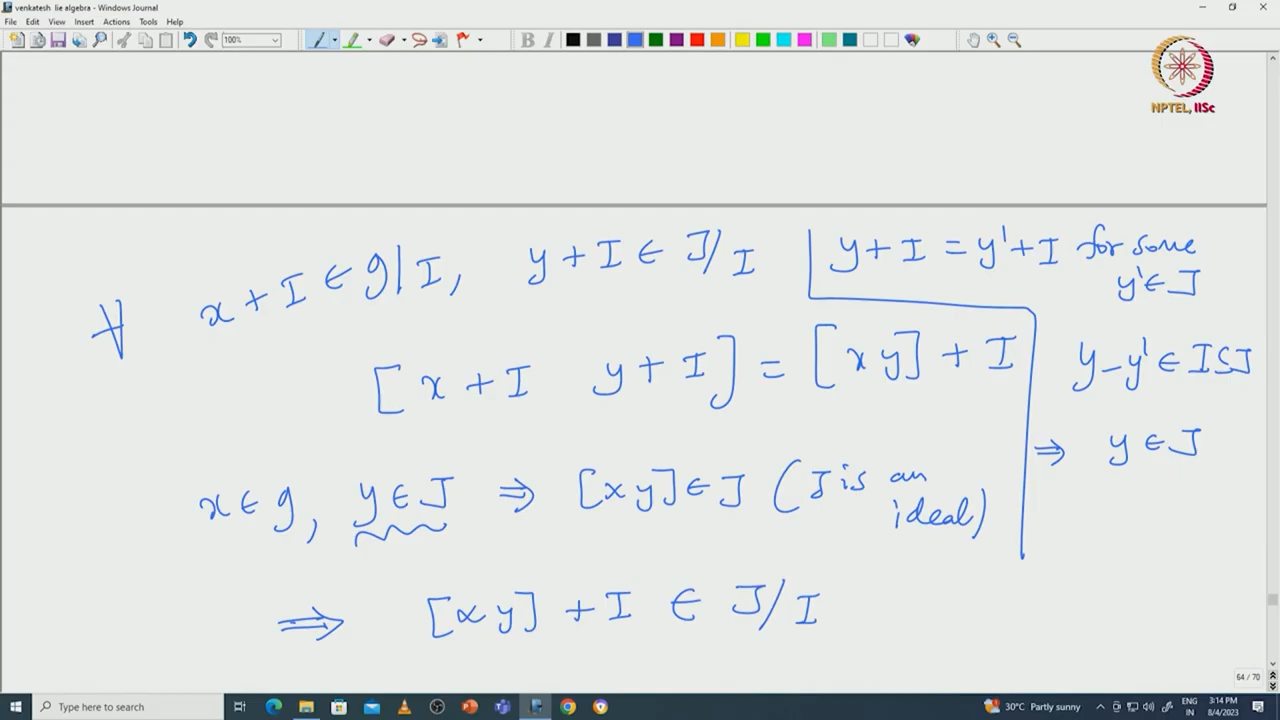 venkatesh lie algebra - Windows Journal
File Edit View Insert Actions Tools Help
100%
B I
NPTEL, IISc
∀ x + I ∈ g/I, y + I ∈ J/I
[x + I y + I] = [x y] + I
x ∈ g, y ∈ J ⇒ [x y] ∈ J (J is an
ideal)
⇒ [x y] + I ∈ J/I
y + I = y' + I for some
y' ∈ J
y - y' ∈ I ⊆ J
⇒ y ∈ J
64 / 70
Type here to search
30°C Partly sunny
ENG
IN
3:14 PM
8/4/2023